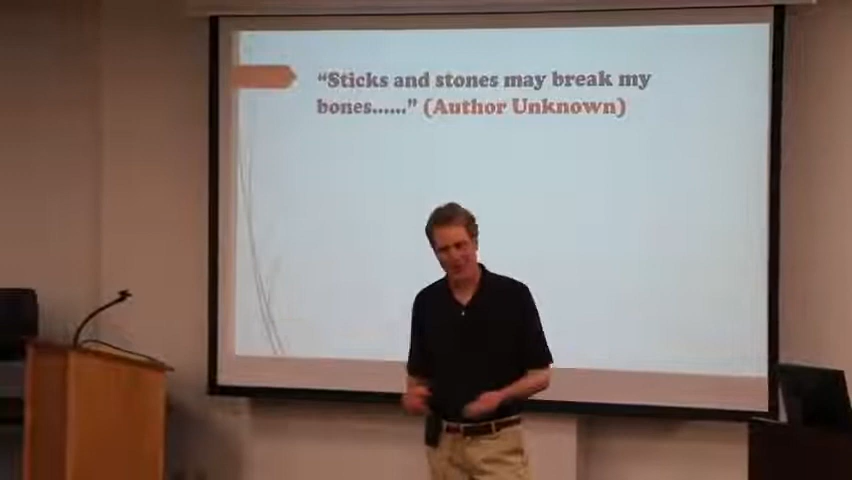 “Sticks and stones may break my
bones......” (Author Unknown)